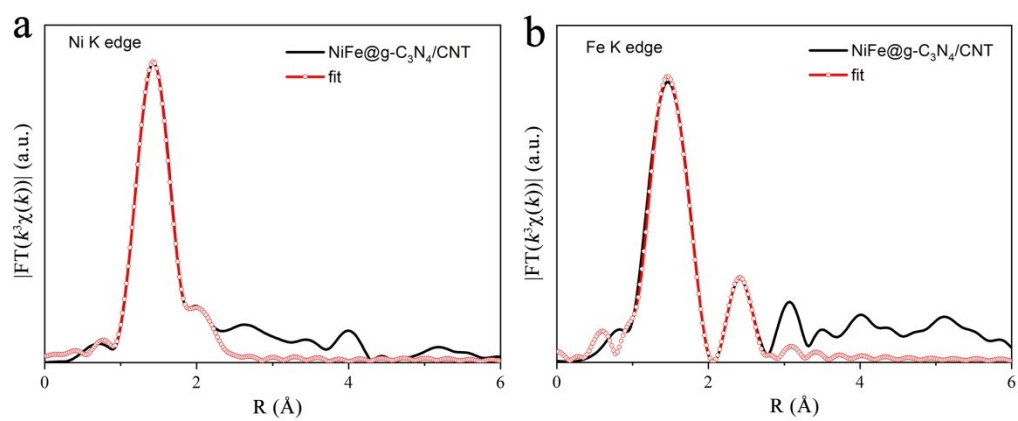 a
Ni K edge
NiFe@g-C₃N₄/CNT
fit
|FT(k³χ(k))| (a.u.)
0 2 4 6
R (Å)
b
Fe K edge
NiFe@g-C₃N₄/CNT
fit
|FT(k³χ(k))| (a.u.)
0 2 4 6
R (Å)